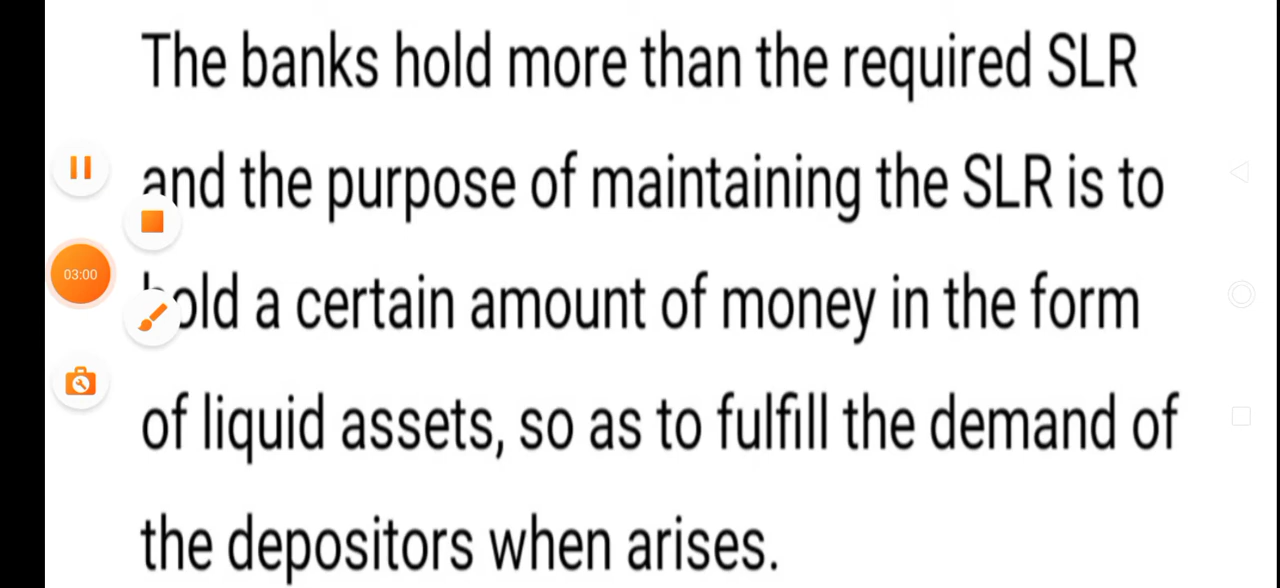 The banks hold more than the required SLR
and the purpose of maintaining the SLR is to
hold a certain amount of money in the form
of liquid assets, so as to fulfill the demand of
the depositors when arises.
03:00